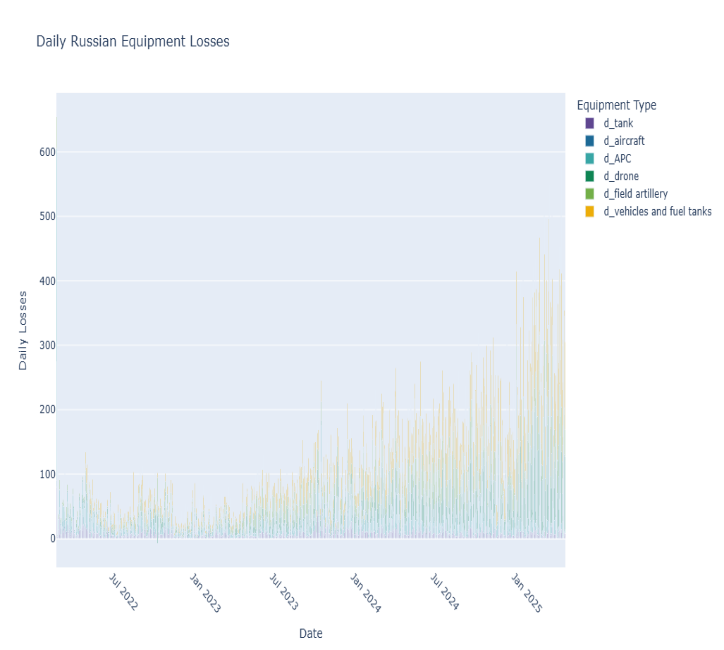 Daily Russian Equipment Losses
Equipment Type
d_tank
d_aircraft
d_APC
d_drone
d_field artillery
d_vehicles and fuel tanks
600
500
400
300
200
100
0
Daily Losses
Jul 2022
Jan 2023
Jul 2023
Jan 2024
Jul 2024
Jan 2025
Date